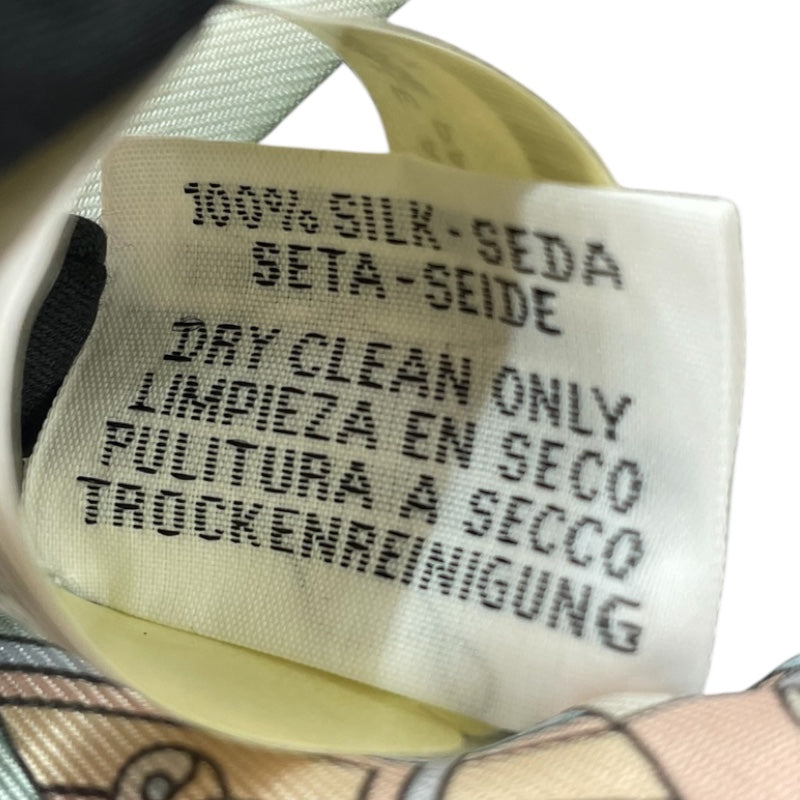 100% SILK - SEDA
SETA - SEIDE
DRY CLEAN ONLY
LIMPIEZA EN SECO
PULITURA A SECCO
TROCKENREINIGUNG